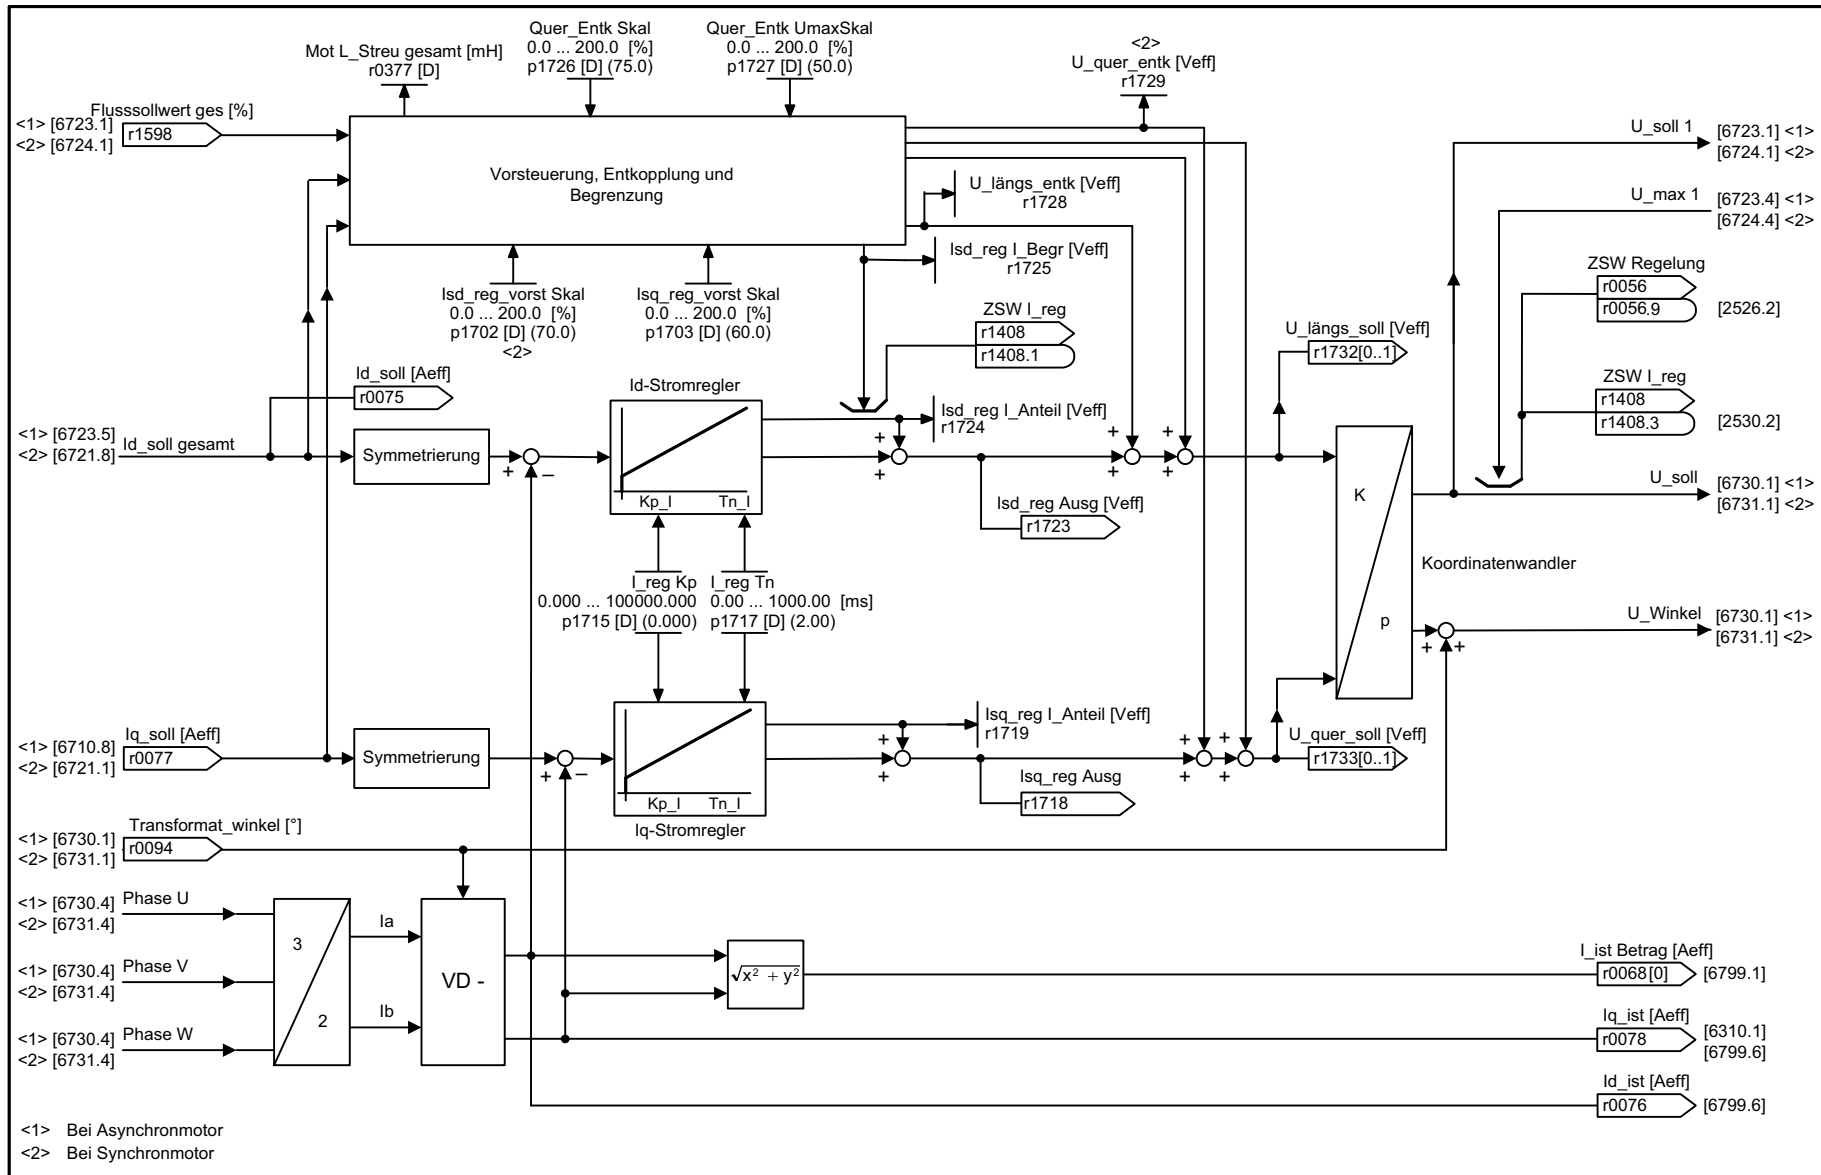 Quer_Entk Skal
0.0 ... 200.0 [%]
p1726 [D] (75.0)
Quer_Entk UmaxSkal
0.0 ... 200.0 [%]
p1727 [D] (50.0)
<2>
U_quer_entk [Veff]
r1729
Mot L_Streu gesamt [mH]
r0377 [D]
Flusssollwert ges [%]
<1> [6723.1]
<2> [6724.1]
r1598
Vorsteuerung, Entkopplung und
Begrenzung
U_längs_entk [Veff]
r1728
Isd_reg I_Begr [Veff]
r1725
U_soll 1
[6723.1] <1>
[6724.1] <2>
U_max 1
[6723.4] <1>
[6724.4] <2>
ZSW Regelung
r0056
r0056.9
[2526.2]
Isd_reg_vorst Skal
0.0 ... 200.0 [%]
p1702 [D] (70.0)
<2>
Isq_reg_vorst Skal
0.0 ... 200.0 [%]
p1703 [D] (60.0)
ZSW I_reg
r1408
r1408.1
U_längs_soll [Veff]
r1732[0..1]
ZSW I_reg
r1408
r1408.3
[2530.2]
Id_soll [Aeff]
r0075
Id-Stromregler
Isd_reg I_Anteil [Veff]
r1724
<1> [6723.5]
<2> [6721.8]
Id_soll gesamt
Symmetrierung
+
–
Kp_I
Tn_I
+
+
+
+
+
+
Isd_reg Ausg [Veff]
r1723
K
p
U_soll
[6730.1] <1>
[6731.1] <2>
Koordinatenwandler
I_reg Kp
0.000 ... 100000.000
p1715 [D] (0.000)
I_reg Tn
0.00 ... 1000.00 [ms]
p1717 [D] (2.00)
U_Winkel
[6730.1] <1>
[6731.1] <2>
+
+
Iq_soll [Aeff]
<1> [6710.8]
<2> [6721.1]
r0077
Symmetrierung
+
–
Kp_I
Tn_I
Iq-Stromregler
Isq_reg I_Anteil [Veff]
r1719
+
+
+
+
+
+
Isq_reg Ausg
r1718
U_quer_soll [Veff]
r1733[0..1]
Transformat_winkel [°]
<1> [6730.1]
<2> [6731.1]
r0094
<1> [6730.4]
<2> [6731.4]
Phase U
<1> [6730.4]
<2> [6731.4]
Phase V
<1> [6730.4]
<2> [6731.4]
Phase W
3
2
Ia
Ib
VD -
√x² + y²
I_ist Betrag [Aeff]
r0068[0]
[6799.1]
Iq_ist [Aeff]
r0078
[6310.1]
[6799.6]
Id_ist [Aeff]
r0076
[6799.6]
<1> Bei Asynchronmotor
<2> Bei Synchronmotor